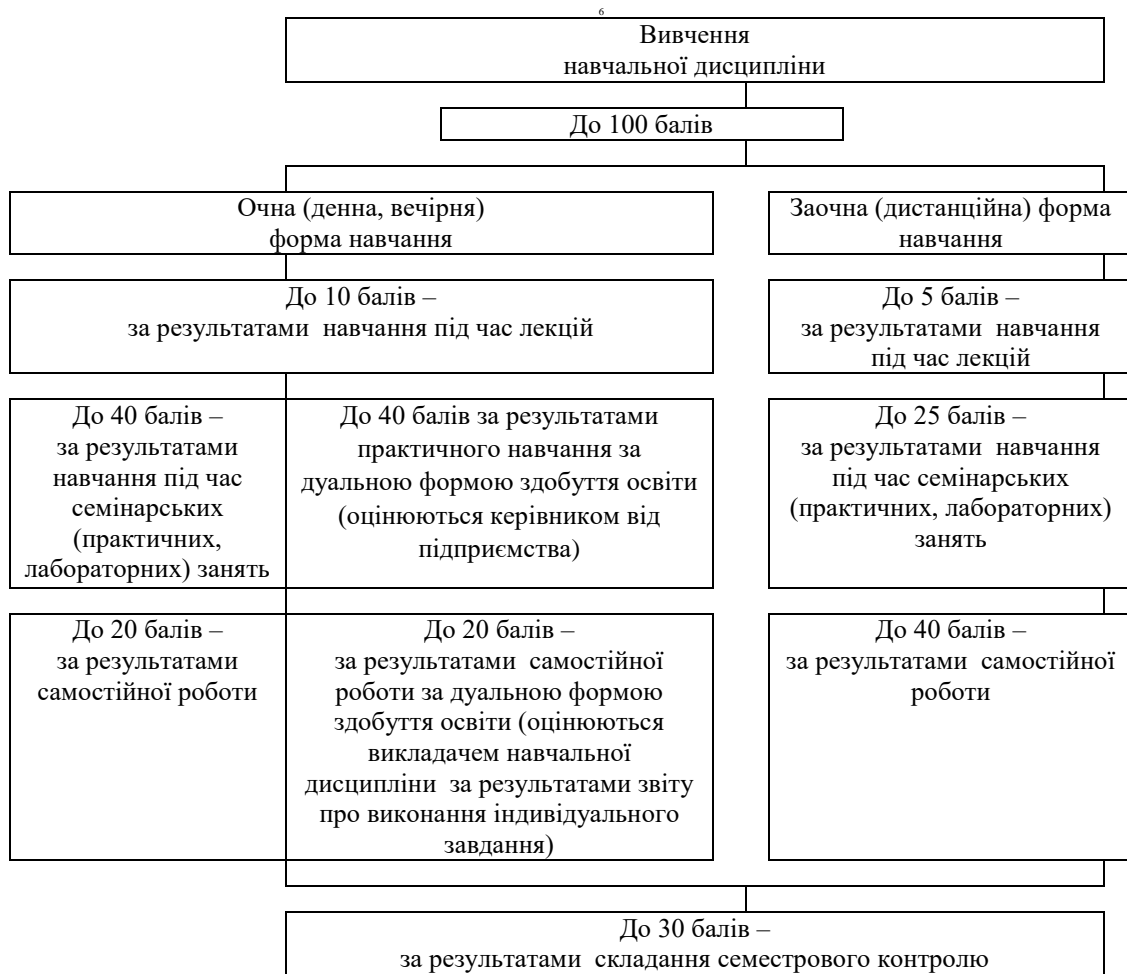 6
Вивчення
навчальної дисципліни
До 100 балів
Очна (денна, вечірня)
форма навчання
Заочна (дистанційна) форма
навчання
До 10 балів –
за результатами навчання під час лекцій
До 5 балів –
за результатами навчання
під час лекцій
До 40 балів –
за результатами
навчання під час
семінарських
(практичних,
лабораторних) занять
До 40 балів за результатами
практичного навчання за
дуальною формою здобуття освіти
(оцінюються керівником від
підприємства)
До 25 балів –
за результатами навчання
під час семінарських
(практичних, лабораторних)
занять
До 20 балів –
за результатами
самостійної роботи
До 20 балів –
за результатами самостійної
роботи за дуальною формою
здобуття освіти (оцінюються
викладачем навчальної
дисципліни за результатами звіту
про виконання індивідуального
завдання)
До 40 балів –
за результатами самостійної
роботи
До 30 балів –
за результатами складання семестрового контролю